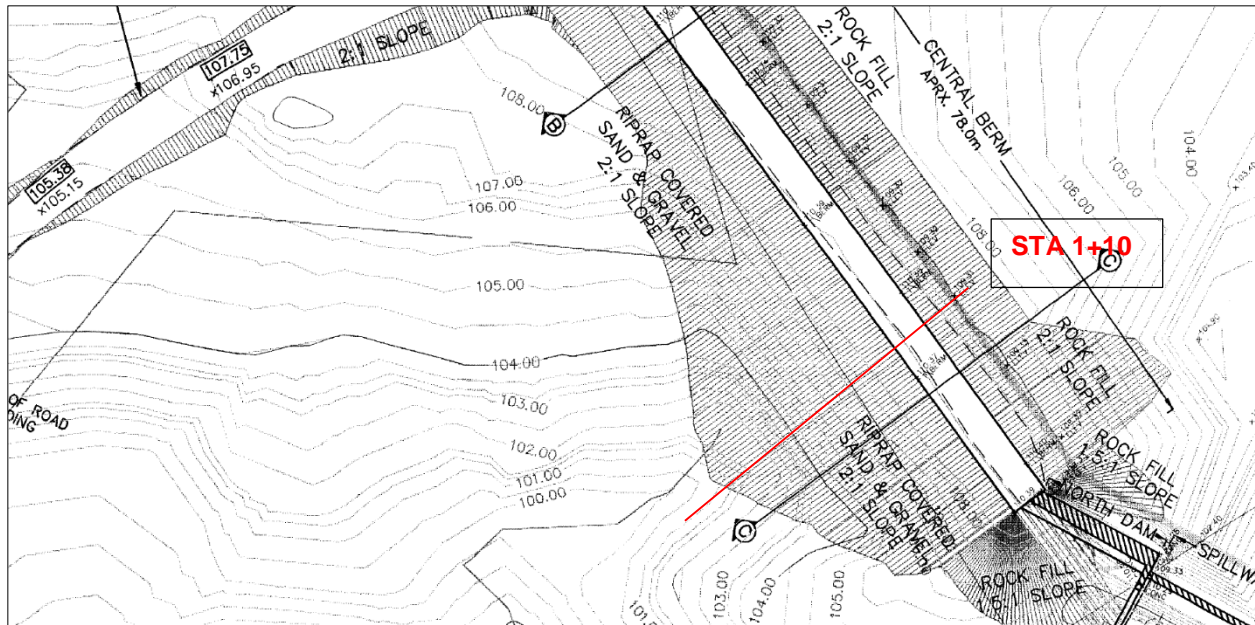 107.75
x106.95
2:1 SLOPE
105.38
x105.15
108.00
B
RIPRAP COVERED
SAND & GRAVEL
2:1 SLOPE
ROCK FILL
2:1 SLOPE
CENTRAL BERM
APRX. 78.0m
104.00
105.00
106.00
108.00
107.00
106.00
STA 1+10
C
105.00
104.00
103.00
102.00
101.00
100.00
OF ROAD
ROCK FILL
2:1 SLOPE
RIPRAP COVERED
SAND & GRAVEL
2:1 SLOPE
C
ROCK FILL
1.5:1 SLOPE
NORTH DAM
SPILLW
ROCK FILL
1.5:1 SLOPE
103.00
104.00
105.00